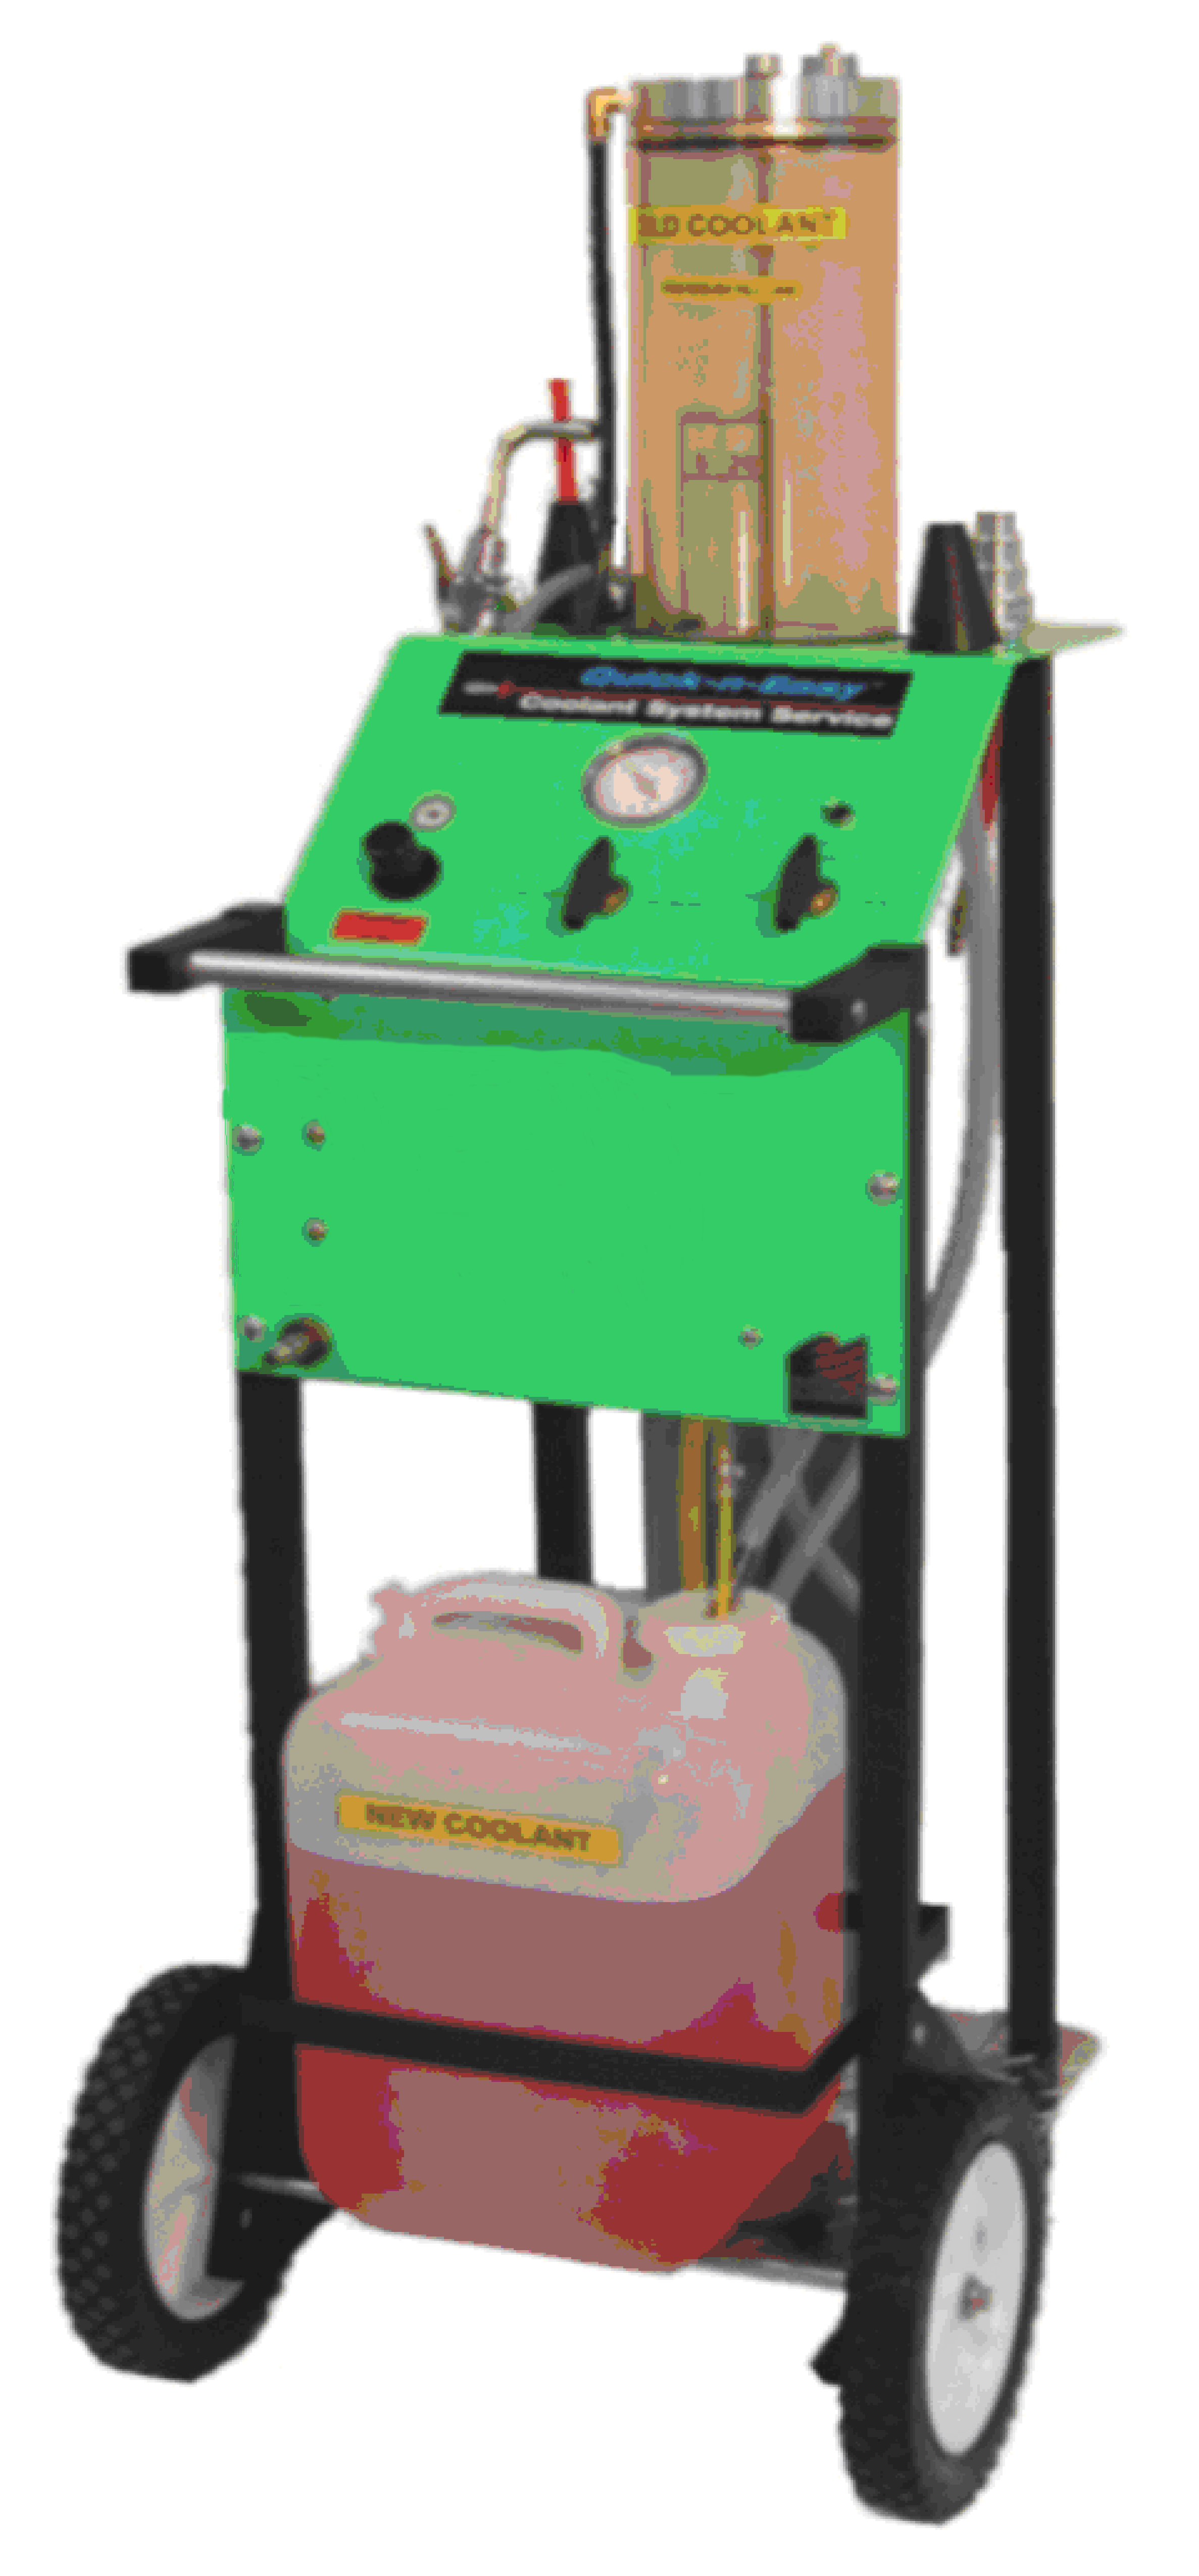 OLD COOLANT
Quick-n-Easy
Coolant System Service
NEW COOLANT